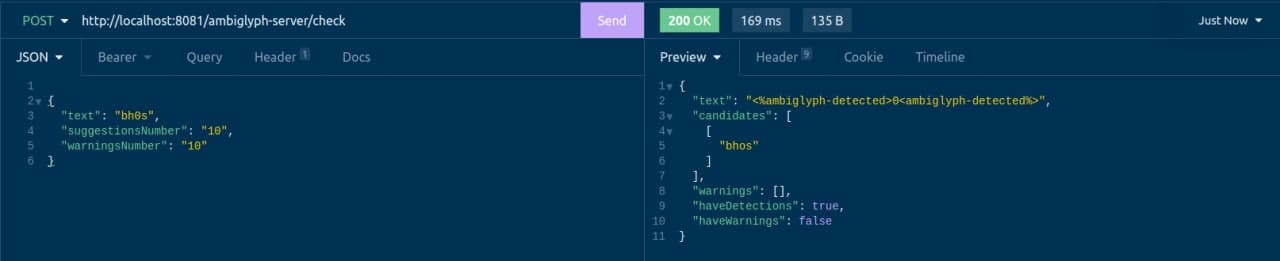 POST http://localhost:8081/ambiglyph-server/check Send 200 OK 169 ms 135 B Just Now
JSON Bearer Query Header 1 Docs Preview Header 9 Cookie Timeline
1
2 {
3 "text": "bh0s",
4 "suggestionsNumber": "10",
5 "warningsNumber": "10"
6 }
1 {
2 "text": "<%ambiglyph-detected>0<ambiglyph-detected%>",
3 "candidates": [
4 [
5 "bhos"
6 ]
7 ],
8 "warnings": [],
9 "haveDetections": true,
10 "haveWarnings": false
11 }